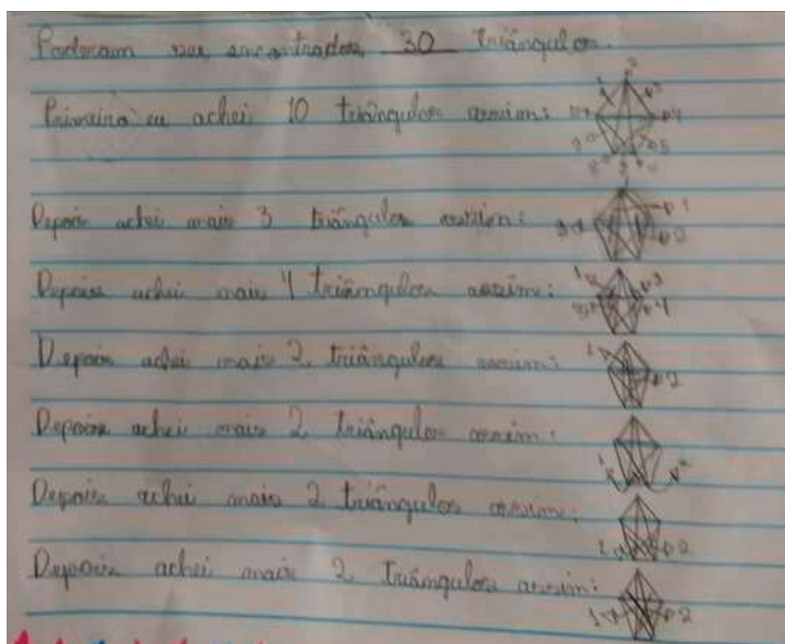 Poderam ser encontrados 30 triângulos.
Primeiro eu achei 10 triângulos assim:
Depois achei mais 3 triângulos assim:
Depois achei mais 4 triângulos assim:
Depois achei mais 2 triângulos assim:
Depois achei mais 2 triângulos assim:
Depois achei mais 2 triângulos assim:
Depois achei mais 2 triângulos assim: